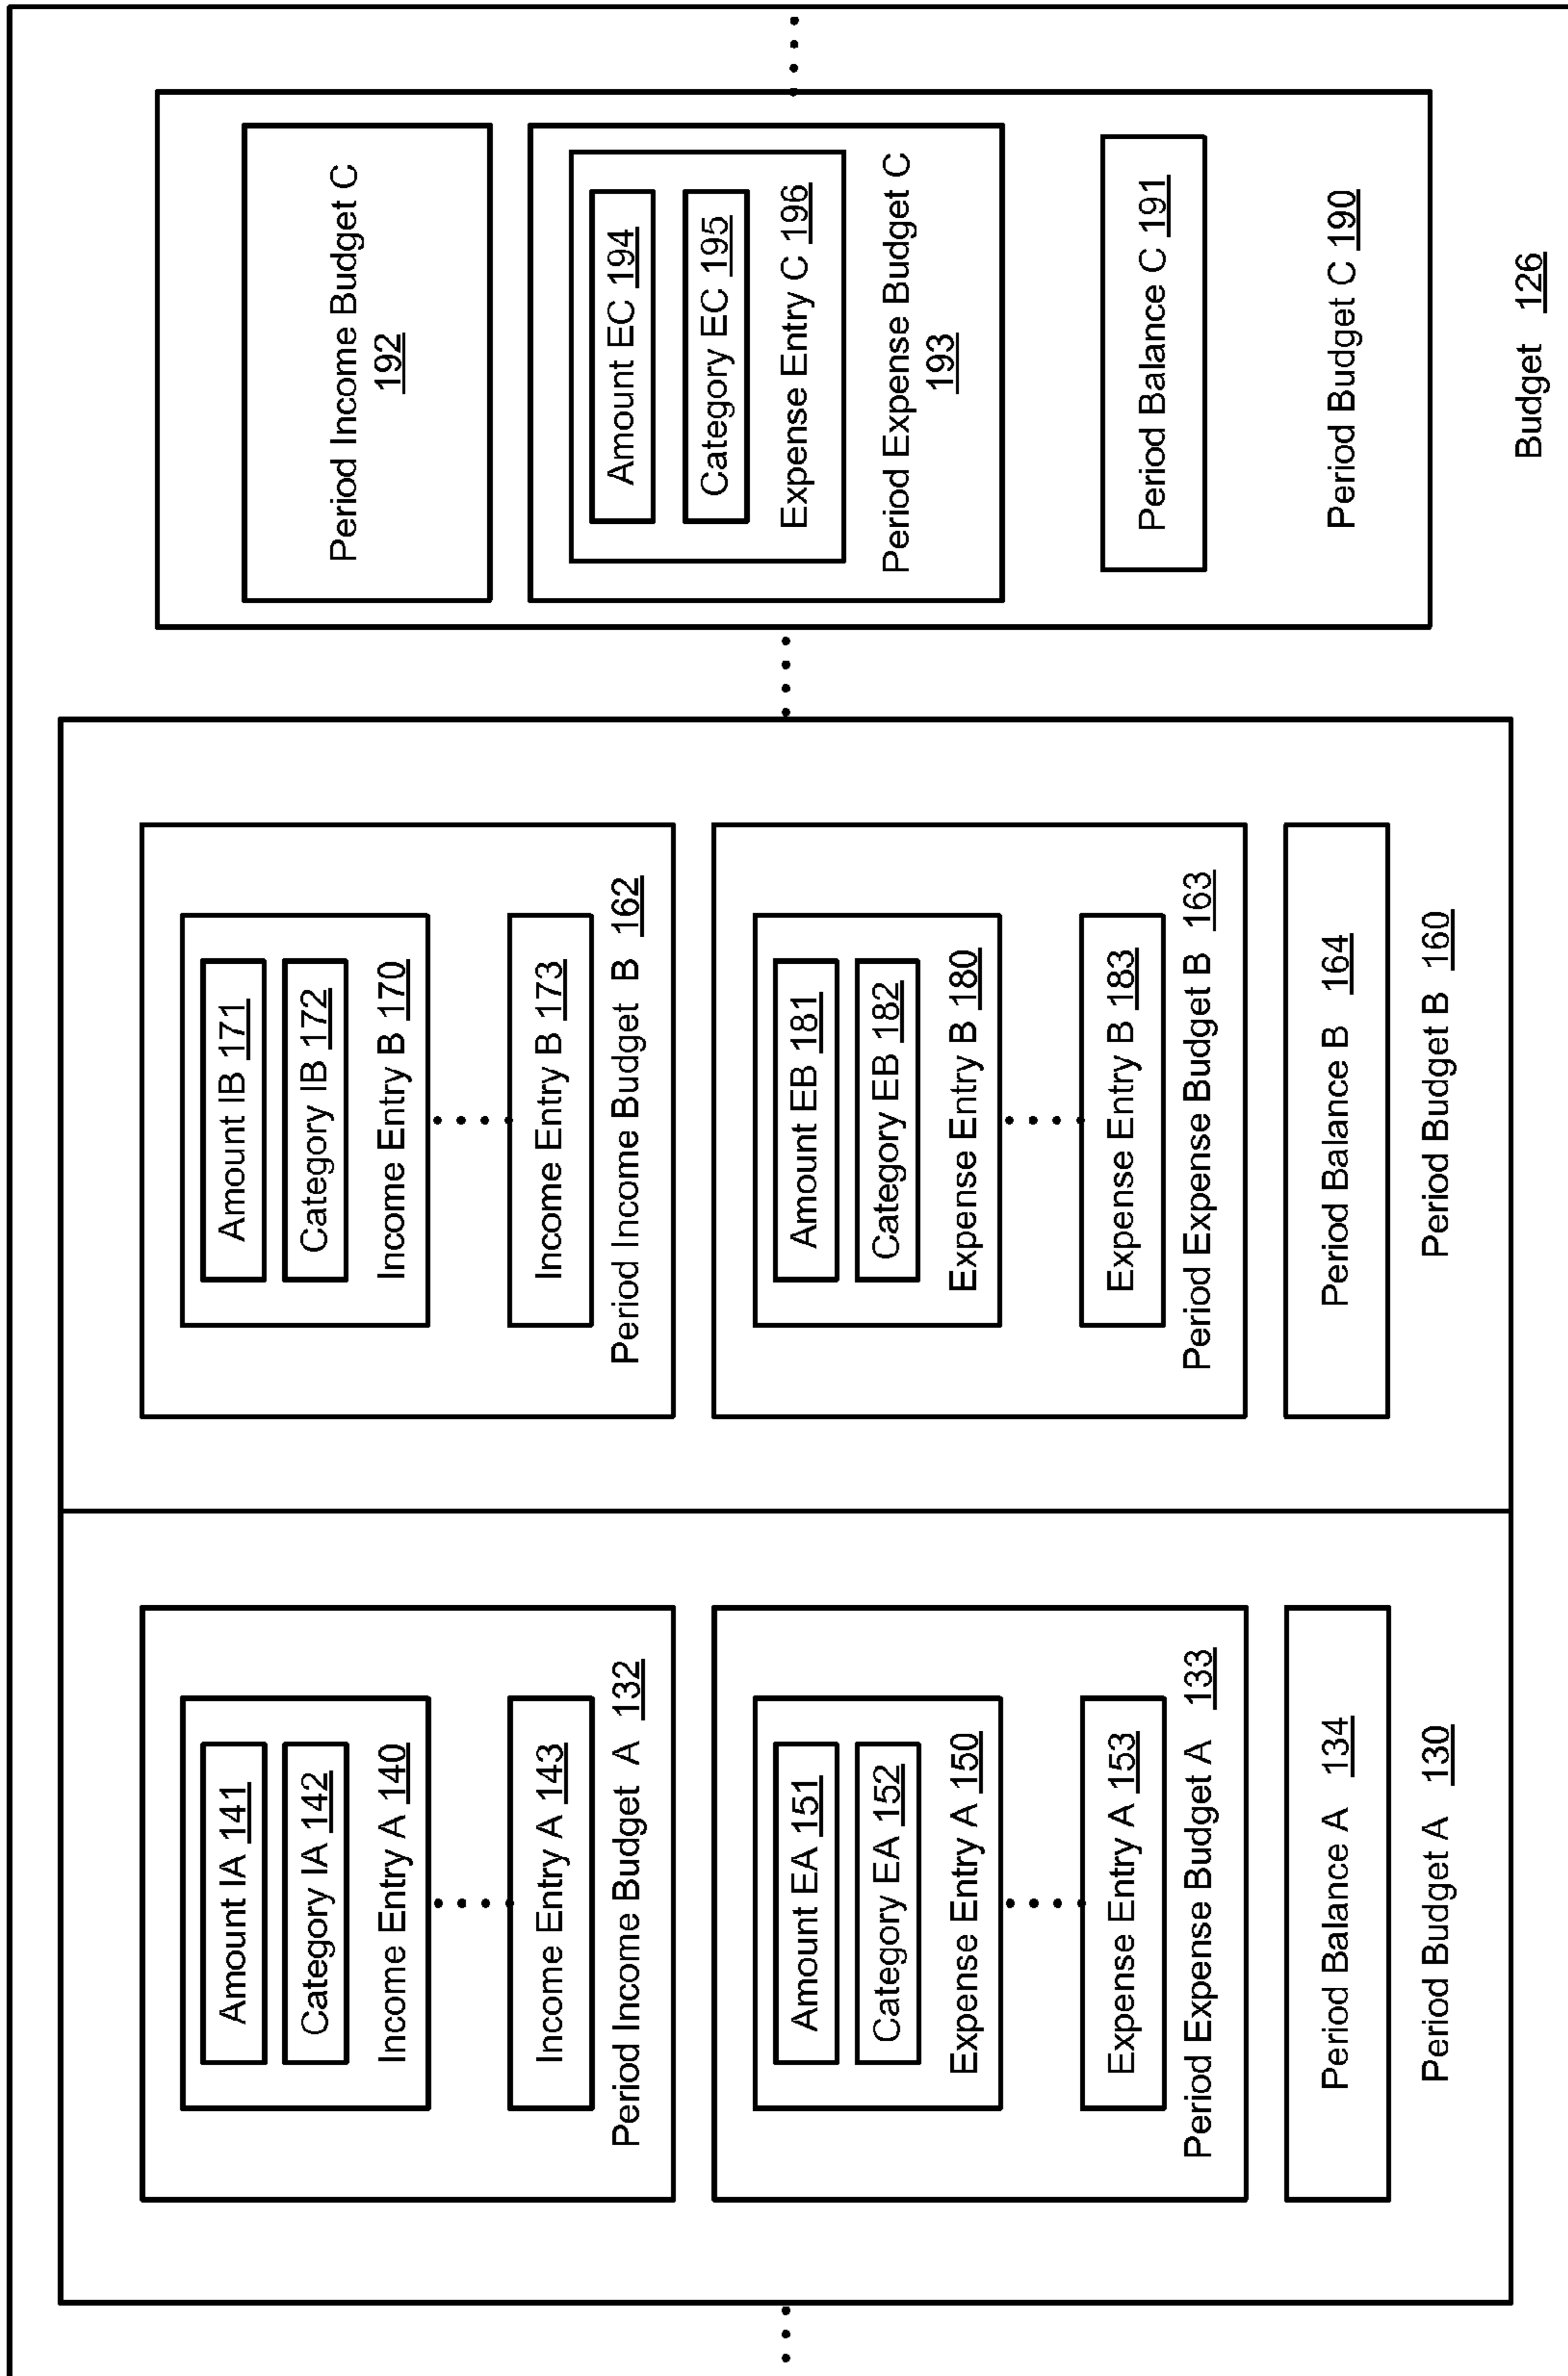 Amount IA 141
Category IA 142
Income Entry A 140
Income Entry A 143
Period Income Budget A 132
Amount EA 151
Category EA 152
Expense Entry A 150
Expense Entry A 153
Period Expense Budget A 133
Period Balance A 134
Period Budget A 130
Amount IB 171
Category IB 172
Income Entry B 170
Income Entry B 173
Period Income Budget B 162
Amount EB 181
Category EB 182
Expense Entry B 180
Expense Entry B 183
Period Expense Budget B 163
Period Balance B 164
Period Budget B 160
Period Income Budget C
192
Amount EC 194
Category EC 195
Expense Entry C 196
Period Expense Budget C
193
Period Balance C 191
Period Budget C 190
Budget 126